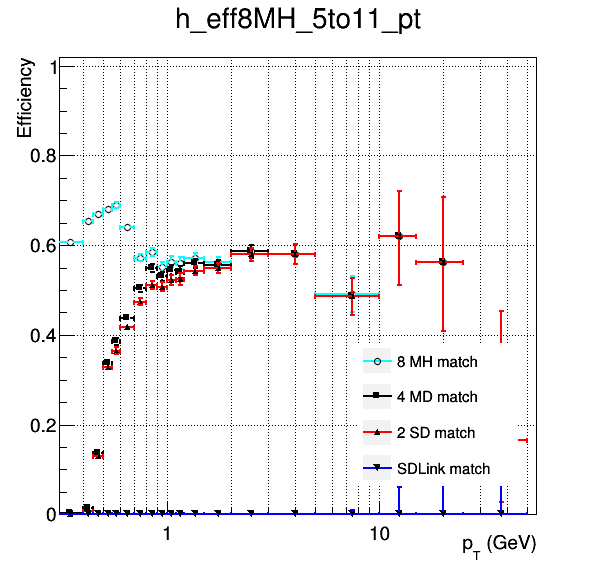 h_eff8MH_5to11_pt
Efficiency
1
0.8
0.6
0.4
0.2
0
8 MH match
4 MD match
2 SD match
SDLink match
1
10
p_T (GeV)